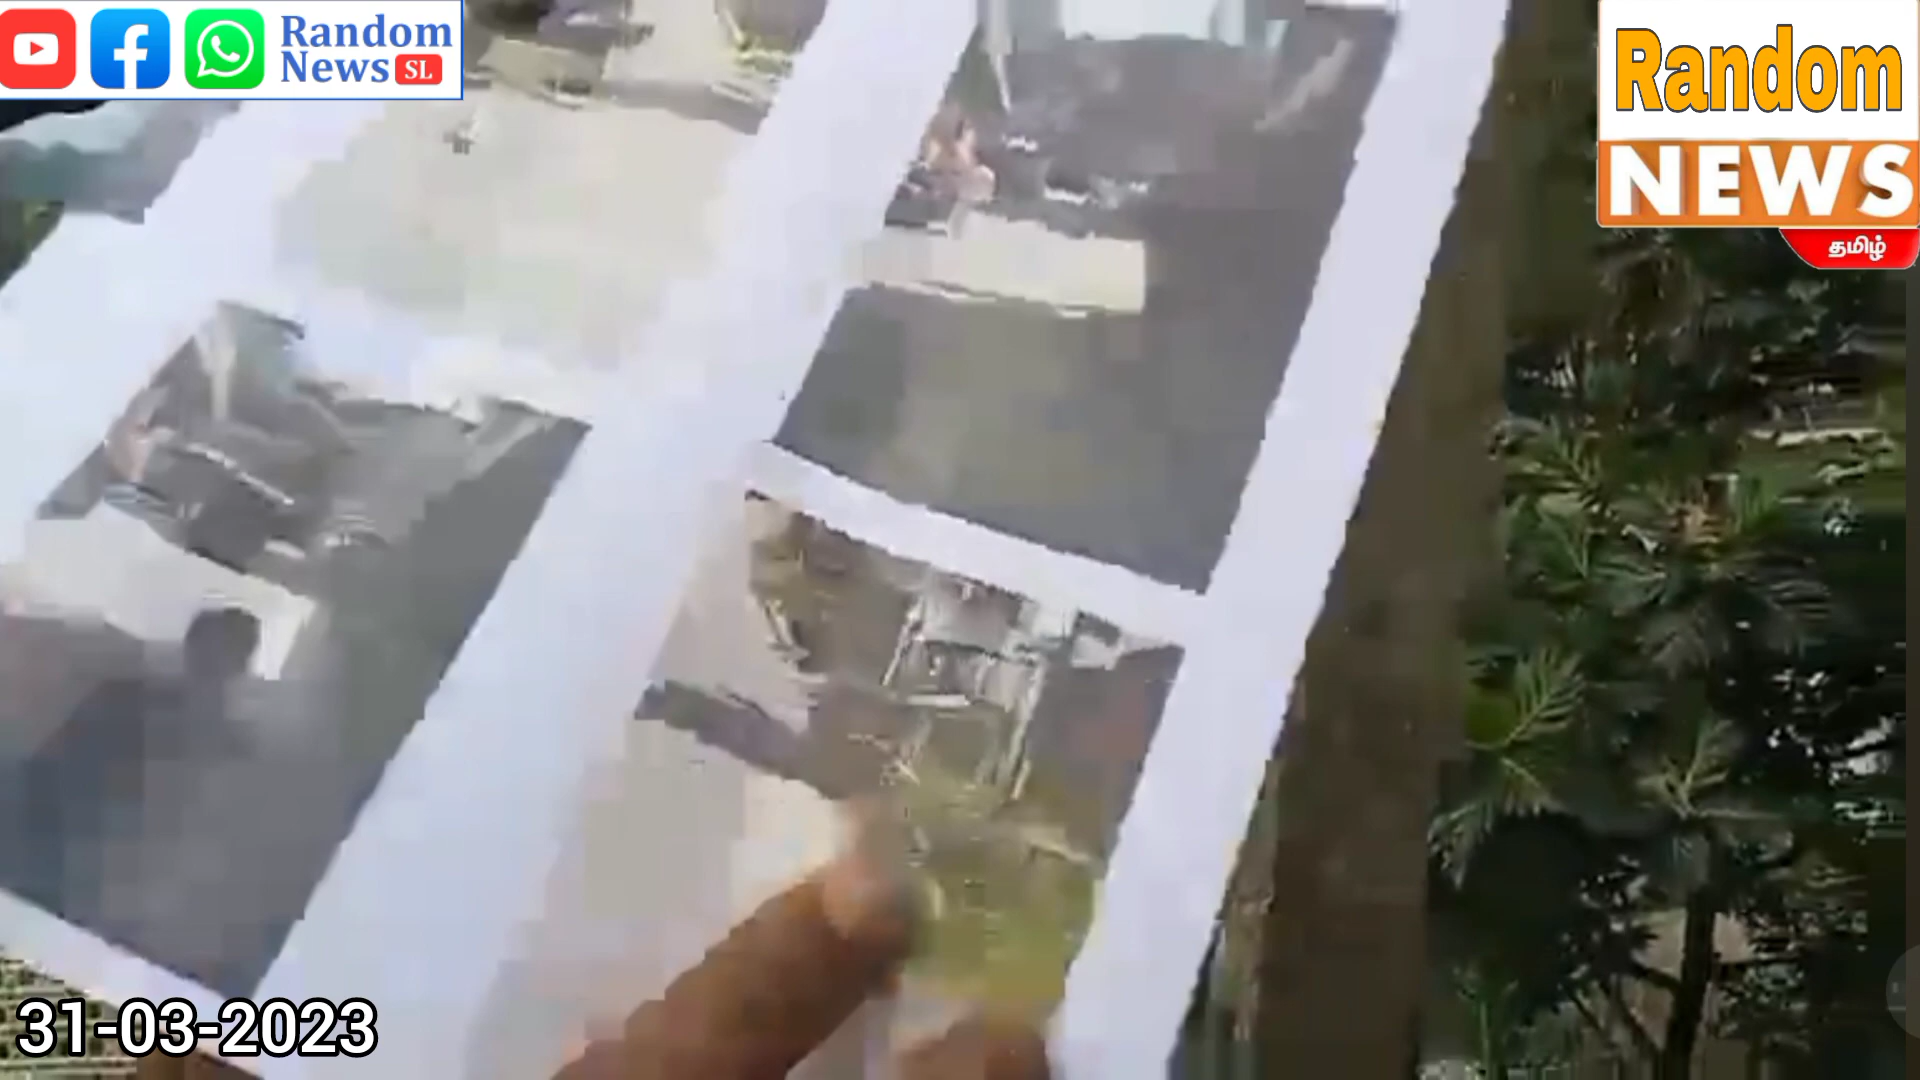 Random
News SL
Random
NEWS
தமிழ்
31-03-2023